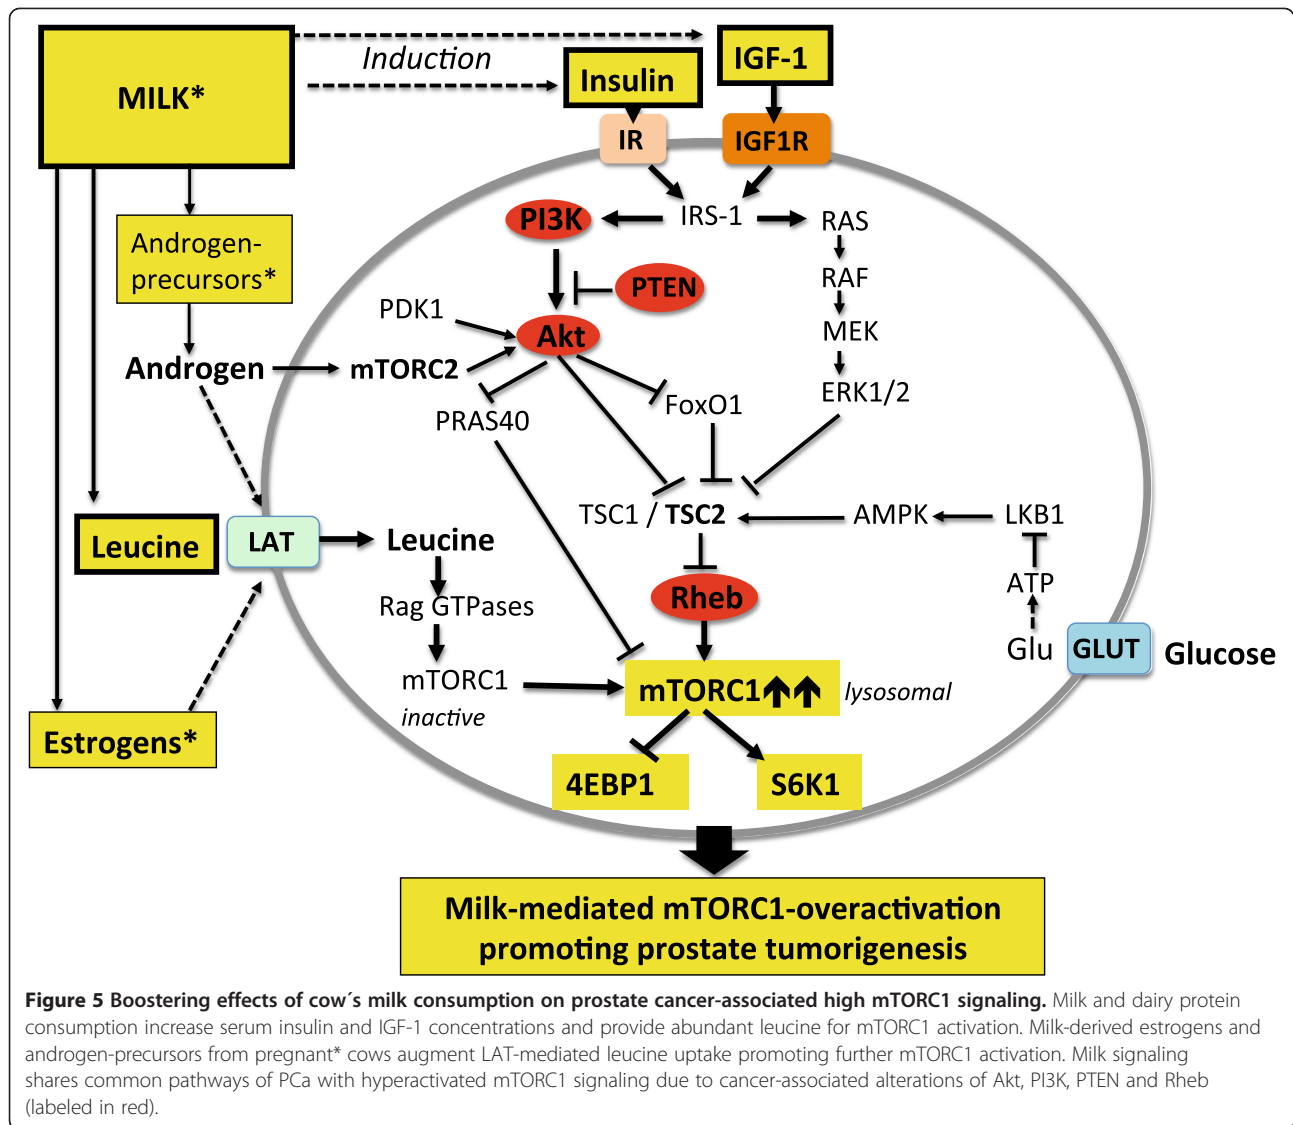 MILK*
Induction
Insulin
IGF-1
IR
IGF1R
Androgen-
precursors*
PI3K
IRS-1
RAS
PTEN
RAF
PDK1
Akt
MEK
Androgen
mTORC2
ERK1/2
PRAS40
FoxO1
TSC1 / TSC2
AMPK
LKB1
Leucine
LAT
Leucine
ATP
Rag GTPases
Rheb
Glu
GLUT
Glucose
mTORC1
inactive
mTORC1
lysosomal
Estrogens*
4EBP1
S6K1
Milk-mediated mTORC1-overactivation
promoting prostate tumorigenesis
Figure 5 Boostering effects of cow´s milk consumption on prostate cancer-associated high mTORC1 signaling. Milk and dairy protein
consumption increase serum insulin and IGF-1 concentrations and provide abundant leucine for mTORC1 activation. Milk-derived estrogens and
androgen-precursors from pregnant* cows augment LAT-mediated leucine uptake promoting further mTORC1 activation. Milk signaling
shares common pathways of PCa with hyperactivated mTORC1 signaling due to cancer-associated alterations of Akt, PI3K, PTEN and Rheb
(labeled in red).